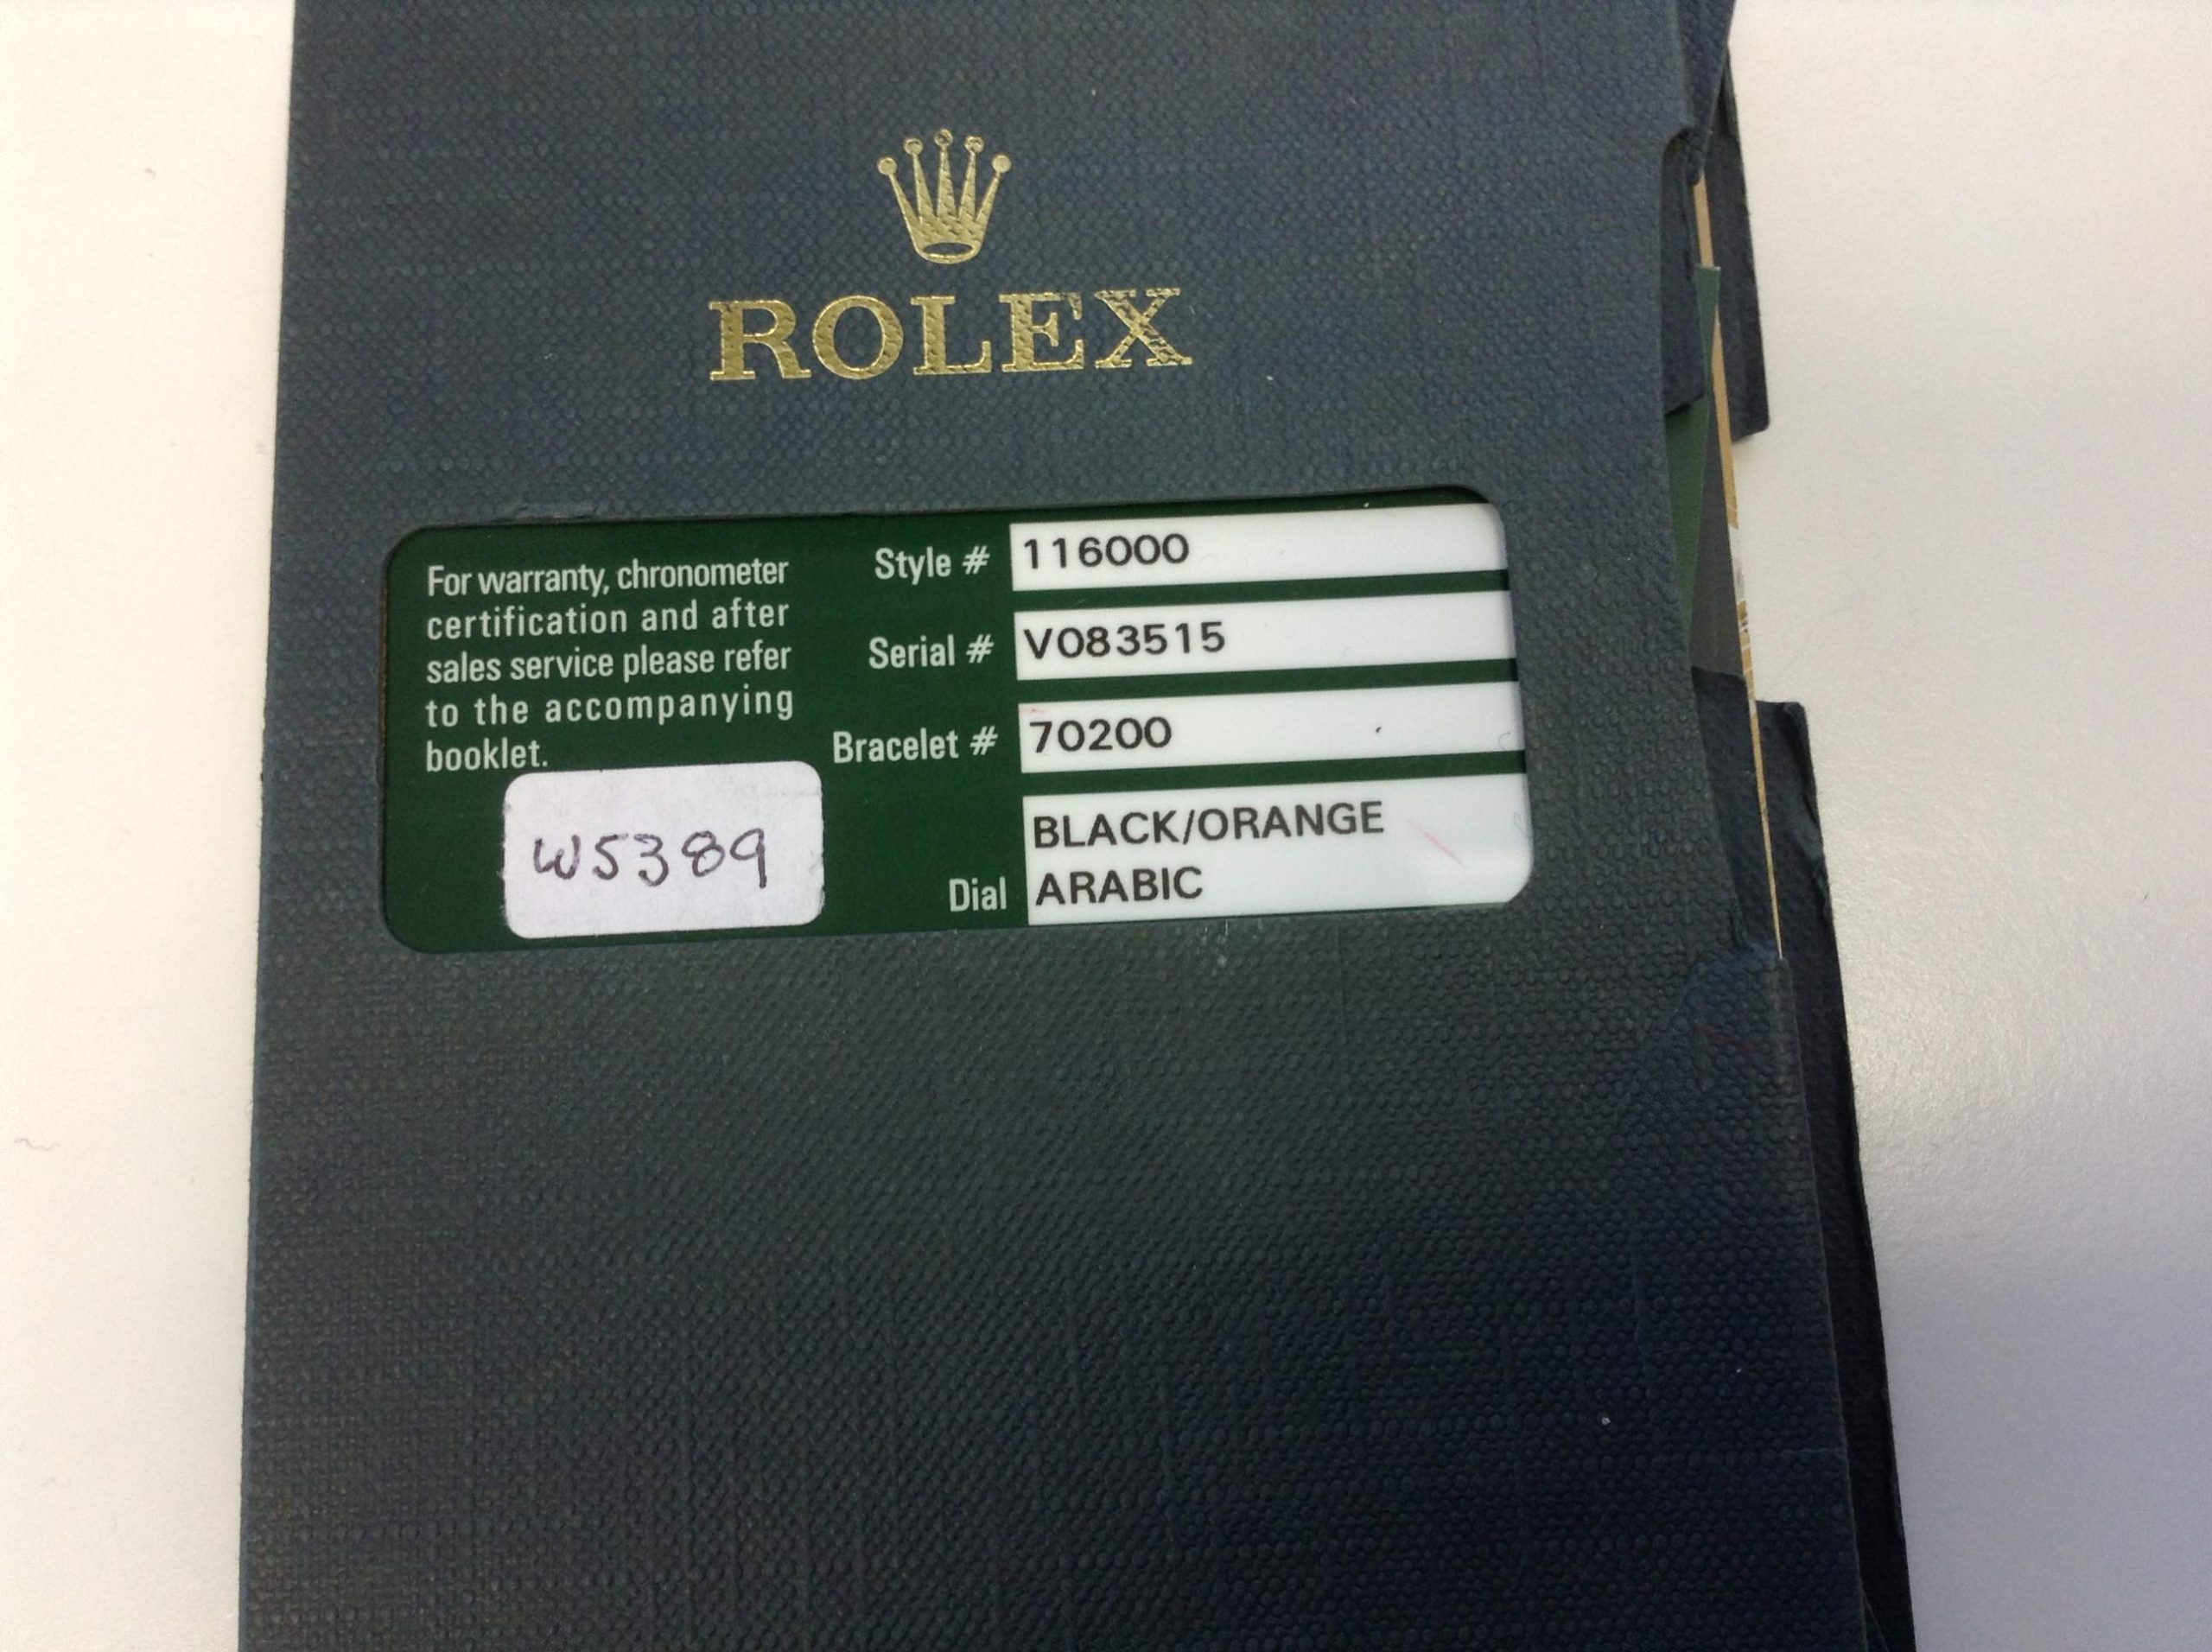 ROLEX
For warranty, chronometer
certification and after
sales service please refer
to the accompanying
booklet.
W5389
Style # 116000
Serial # V083515
Bracelet # 70200
BLACK/ORANGE
Dial ARABIC